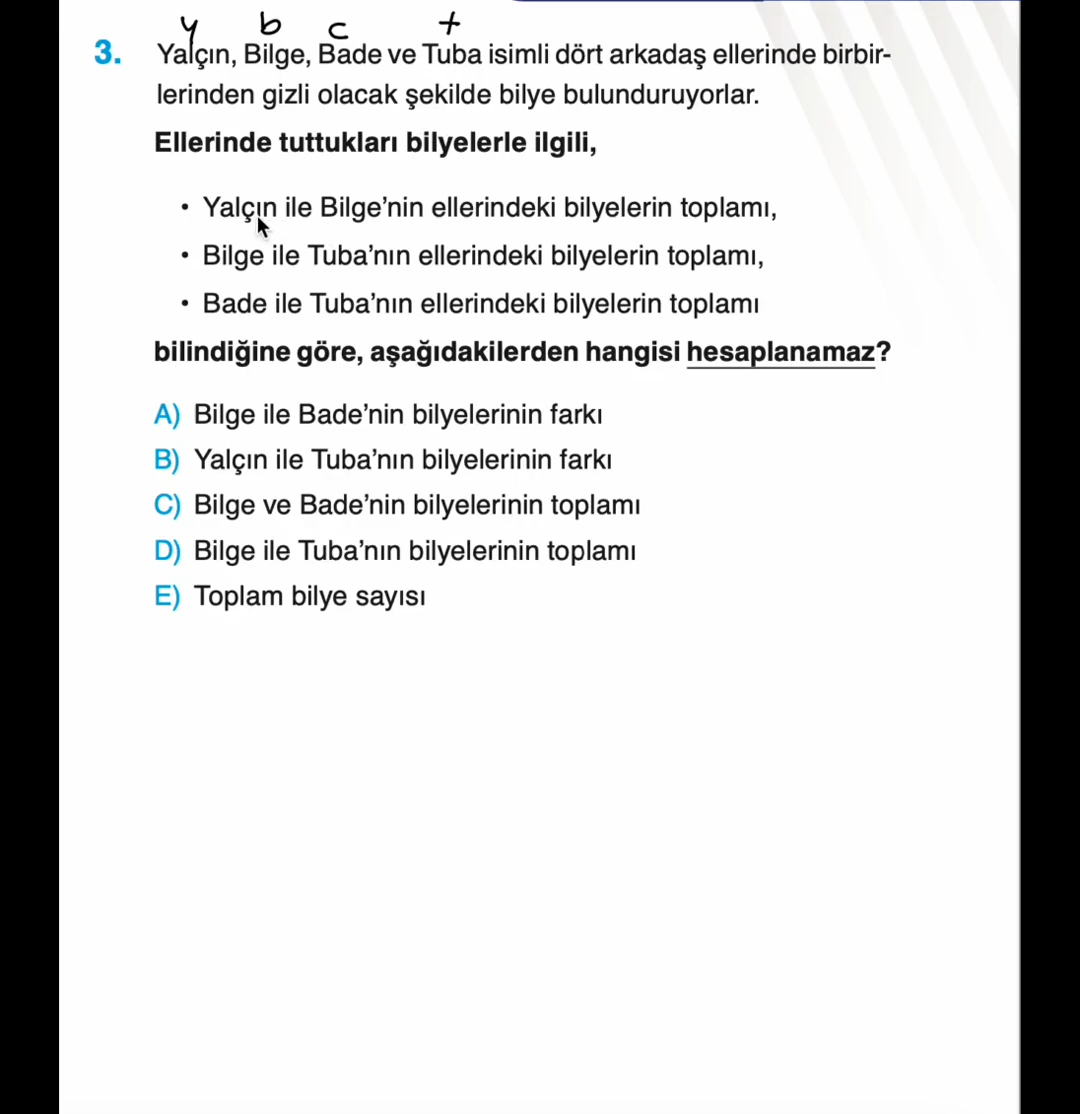 y b c t
3. Yalçın, Bilge, Bade ve Tuba isimli dört arkadaş ellerinde birbir-
lerinden gizli olacak şekilde bilye bulunduruyorlar.
Ellerinde tuttukları bilyelerle ilgili,
• Yalçın ile Bilge'nin ellerindeki bilyelerin toplamı,
• Bilge ile Tuba'nın ellerindeki bilyelerin toplamı,
• Bade ile Tuba'nın ellerindeki bilyelerin toplamı
bilindiğine göre, aşağıdakilerden hangisi hesaplanamaz?
A) Bilge ile Bade'nin bilyelerinin farkı
B) Yalçın ile Tuba'nın bilyelerinin farkı
C) Bilge ve Bade'nin bilyelerinin toplamı
D) Bilge ile Tuba'nın bilyelerinin toplamı
E) Toplam bilye sayısı